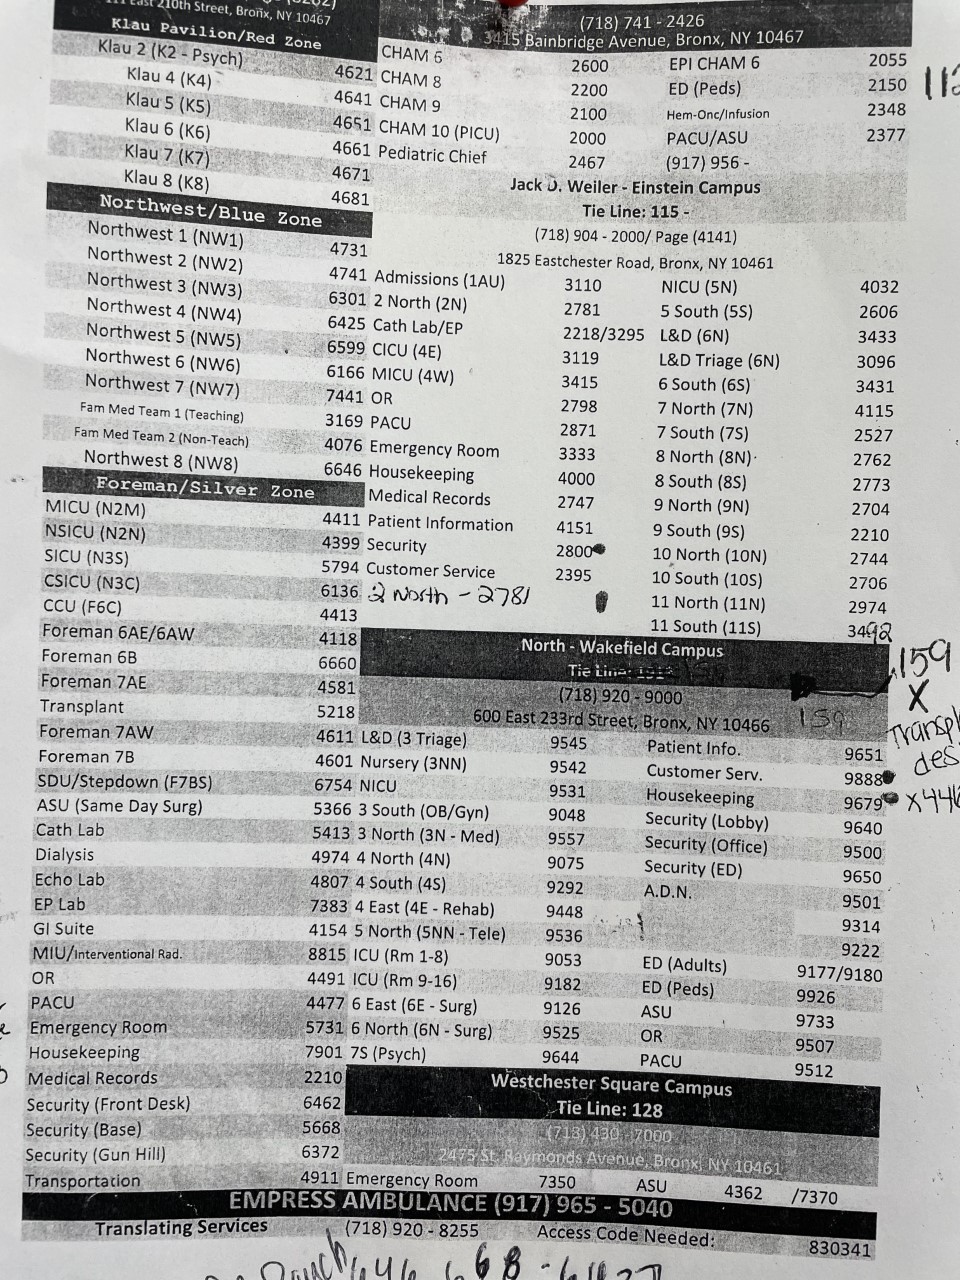 East 210th Street, Bronx, NY 10467
Klau Pavilion/Red Zone
Klau 2 (K2 - Psych) 4621
Klau 4 (K4) 4641
Klau 5 (K5) 4651
Klau 6 (K6) 4661
Klau 7 (K7) 4671
Klau 8 (K8) 4681
Northwest/Blue Zone
Northwest 1 (NW1) 4731
Northwest 2 (NW2) 4741
Northwest 3 (NW3) 6301
Northwest 4 (NW4) 6425
Northwest 5 (NW5) 6599
Northwest 6 (NW6) 6166
Northwest 7 (NW7) 7441
Fam Med Team 1 (Teaching) 3169
Fam Med Team 2 (Non-Teach) 4076
Northwest 8 (NW8) 6646
Foreman/Silver Zone
MICU (N2M) 4411
NSICU (N2N) 4399
SICU (N3S) 5794
CSICU (N3C) 6136
CCU (F6C) 4413
Foreman 6AE/6AW 4118
Foreman 6B 6660
Foreman 7AE 4581
Transplant 5218
Foreman 7AW 4611
Foreman 7B 4601
SDU/Stepdown (F7BS) 6754
ASU (Same Day Surg) 5366
Cath Lab 5413
Dialysis 4974
Echo Lab 4807
EP Lab 7383
GI Suite 4154
MIU/Interventional Rad. 8815
OR 4491
PACU 4477
Emergency Room 5731
Housekeeping 7901
Medical Records 2210
Security (Front Desk) 6462
Security (Base) 5668
Security (Gun Hill) 6372
Transportation 4911
(718) 741 - 2426
3415 Bainbridge Avenue, Bronx, NY 10467
CHAM 6 2600 EPI CHAM 6 2055
CHAM 8 2200 ED (Peds) 2150
CHAM 9 2100 Hem-Onc/Infusion 2348
CHAM 10 (PICU) 2000 PACU/ASU 2377
Pediatric Chief 2467 (917) 956 -
Jack D. Weiler - Einstein Campus
Tie Line: 115 -
(718) 904 - 2000/ Page (4141)
1825 Eastchester Road, Bronx, NY 10461
Admissions (1AU) 3110 NICU (5N) 4032
2 North (2N) 2781 5 South (5S) 2606
Cath Lab/EP 2218/3295 L&D (6N) 3433
CICU (4E) 3119 L&D Triage (6N) 3096
MICU (4W) 3415 6 South (6S) 3431
OR 2798 7 North (7N) 4115
PACU 2871 7 South (7S) 2527
Emergency Room 3333 8 North (8N) 2762
Housekeeping 4000 8 South (8S) 2773
Medical Records 2747 9 North (9N) 2704
Patient Information 4151 9 South (9S) 2210
Security 2800 10 North (10N) 2744
Customer Service 2395 10 South (10S) 2706
2 North - 2781 11 North (11N) 2974
11 South (11S) 3492
North - Wakefield Campus
Tie Line:
(718) 920 - 9000
600 East 233rd Street, Bronx, NY 10466 159
159
X
L&D (3 Triage) 9545 Patient Info. 9651
Nursery (3NN) 9542 Customer Serv. 9888
NICU 9531 Housekeeping 9679
3 South (OB/Gyn) 9048 Security (Lobby) 9640
3 North (3N - Med) 9557 Security (Office) 9500
4 North (4N) 9075 Security (ED) 9650
4 South (4S) 9292 A.D.N. 9501
4 East (4E - Rehab) 9448 9314
5 North (5NN - Tele) 9536 9222
ICU (Rm 1-8) 9053 ED (Adults) 9177/9180
ICU (Rm 9-16) 9182 ED (Peds) 9926
6 East (6E - Surg) 9126 ASU 9733
6 North (6N - Surg) 9525 OR 9507
7S (Psych) 9644 PACU 9512
Westchester Square Campus
Tie Line: 128
(718) 430 - 7000
2475 St. Raymonds Avenue, Bronx, NY 10461
Emergency Room 7350 ASU 4362 /7370
EMPRESS AMBULANCE (917) 965 - 5040
Translating Services (718) 920 - 8255 Access Code Needed: 830341